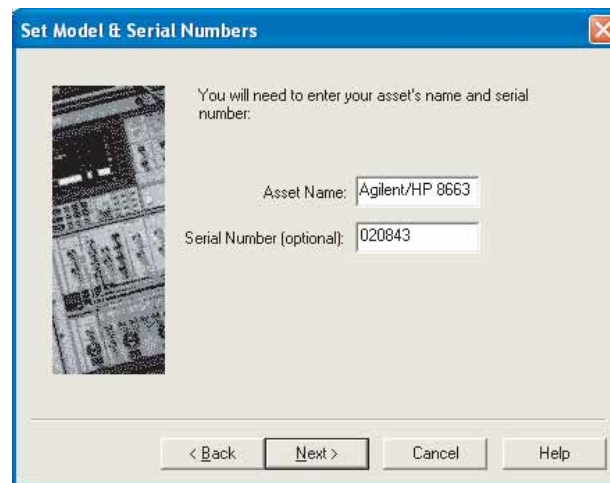 Set Model & Serial Numbers
You will need to enter your asset's name and serial
number:
Asset Name: Agilent/HP 8663
Serial Number (optional): 020843
< Back Next > Cancel Help